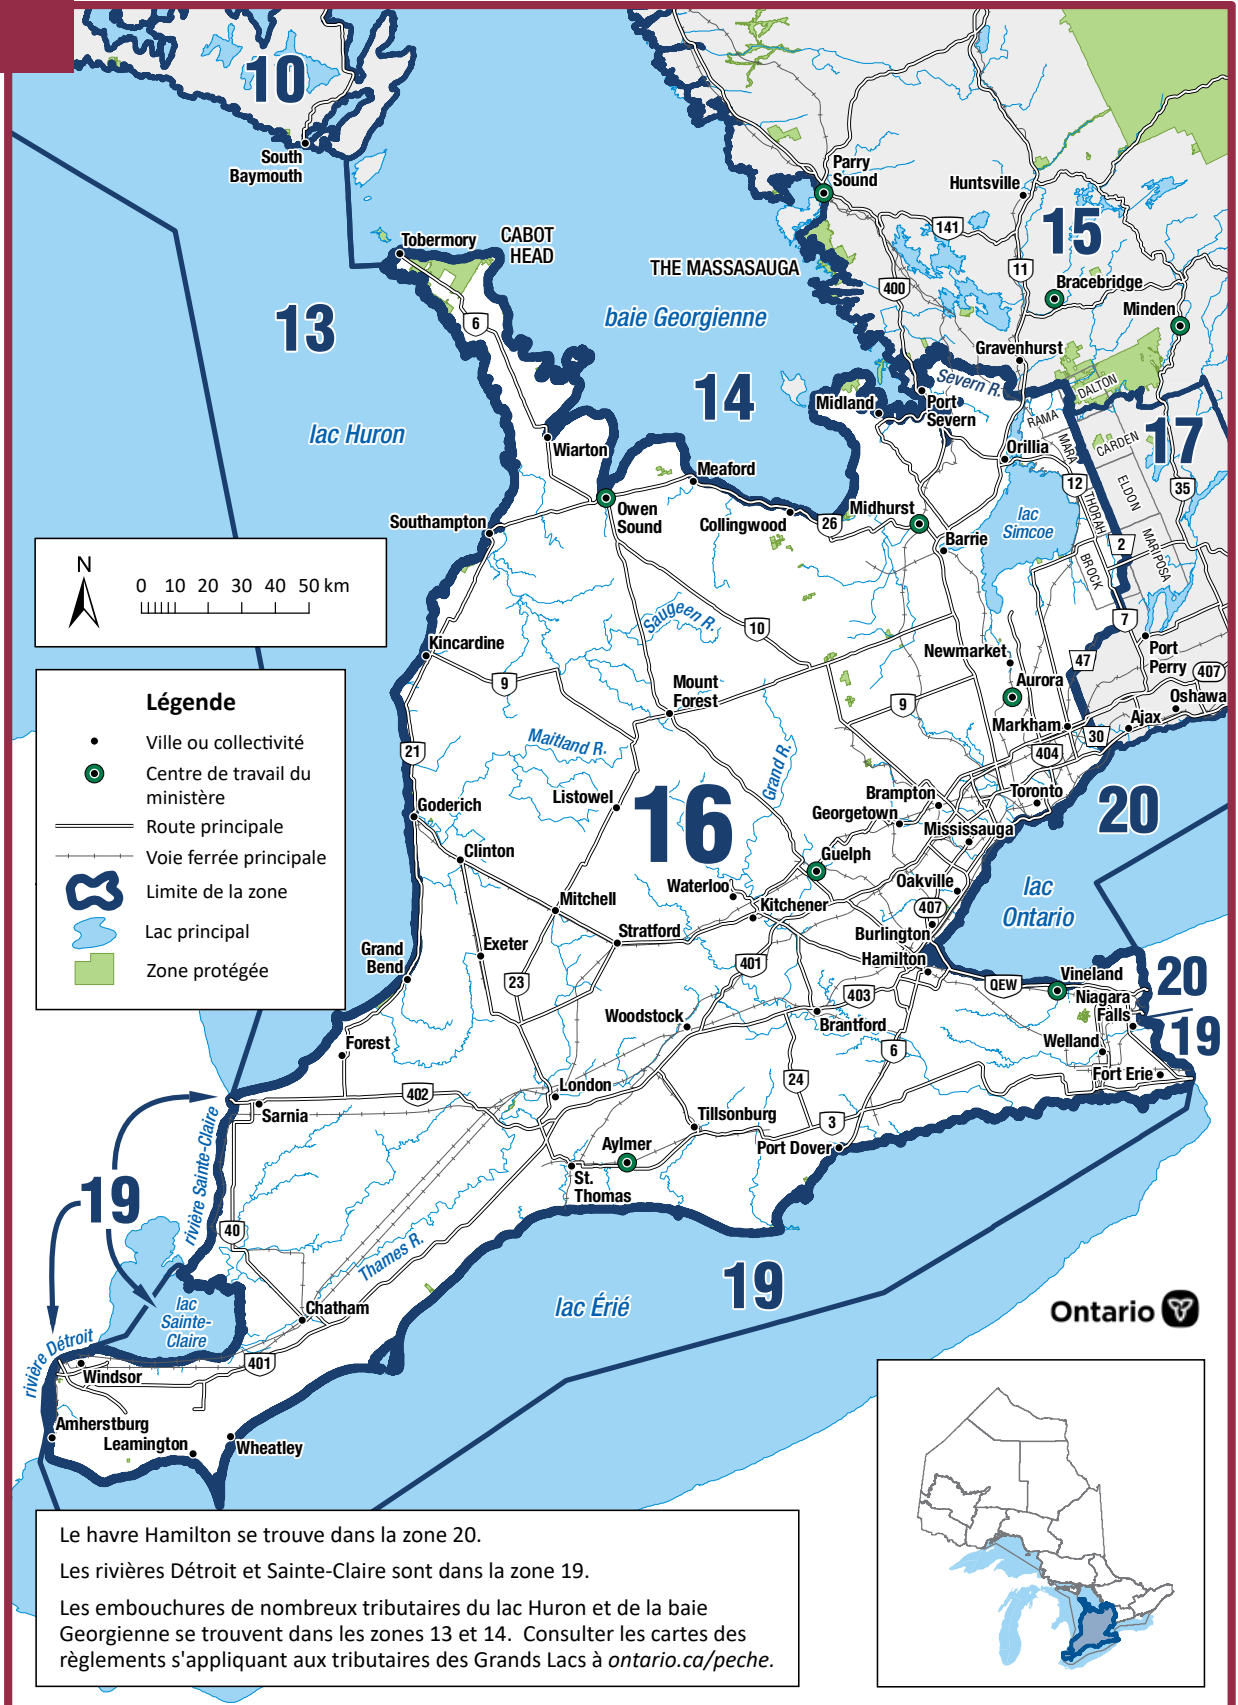 10
South
Baymouth
Parry
Sound
Huntsville
141
15
11
400
Bracebridge
Minden
Tobermory
CABOT
HEAD
THE MASSASAUGA
baie Georgienne
13
6
Gravenhurst
Severn R.
DALTON
14
Midland
Port
Severn
RAMA
MARA
CARDEN
17
lac Huron
Wiarton
Orillia
Meaford
12
ELDON
35
THORAH
Owen
Sound
Southampton
Collingwood
26
Midhurst
lac
Simcoe
Barrie
2
MARIPOSA
BROCK
N
0 10 20 30 40 50 km
Saugeen R.
10
7
Kincardine
Newmarket
47
Port
Perry
407
9
Mount
Forest
Aurora
9
Oshawa
Légende
Ville ou collectivité
Centre de travail du
ministère
Route principale
Voie ferrée principale
Limite de la zone
Lac principal
Zone protégée
Markham
30
Ajax
21
Maitland R.
Grand R.
404
Goderich
Listowel
16
Brampton
Toronto
Georgetown
Mississauga
20
Clinton
Guelph
Waterloo
Oakville
lac
Ontario
Mitchell
Kitchener
407
Stratford
Burlington
Grand
Bend
Exeter
Hamilton
401
23
QEW
Vineland
20
403
Niagara
Falls
Woodstock
Brantford
19
Forest
6
Welland
Fort Erie
London
24
402
Sarnia
Tillsonburg
3
rivière Sainte-Claire
Aylmer
Port Dover
St.
Thomas
19
40
Thames R.
19
lac Érié
lac
Sainte-
Claire
Chatham
Ontario
rivière Détroit
401
Windsor
Amherstburg
Leamington
Wheatley
Le havre Hamilton se trouve dans la zone 20.
Les rivières Détroit et Sainte-Claire sont dans la zone 19.
Les embouchures de nombreux tributaires du lac Huron et de la baie
Georgienne se trouvent dans les zones 13 et 14. Consulter les cartes des
règlements s'appliquant aux tributaires des Grands Lacs à ontario.ca/peche.